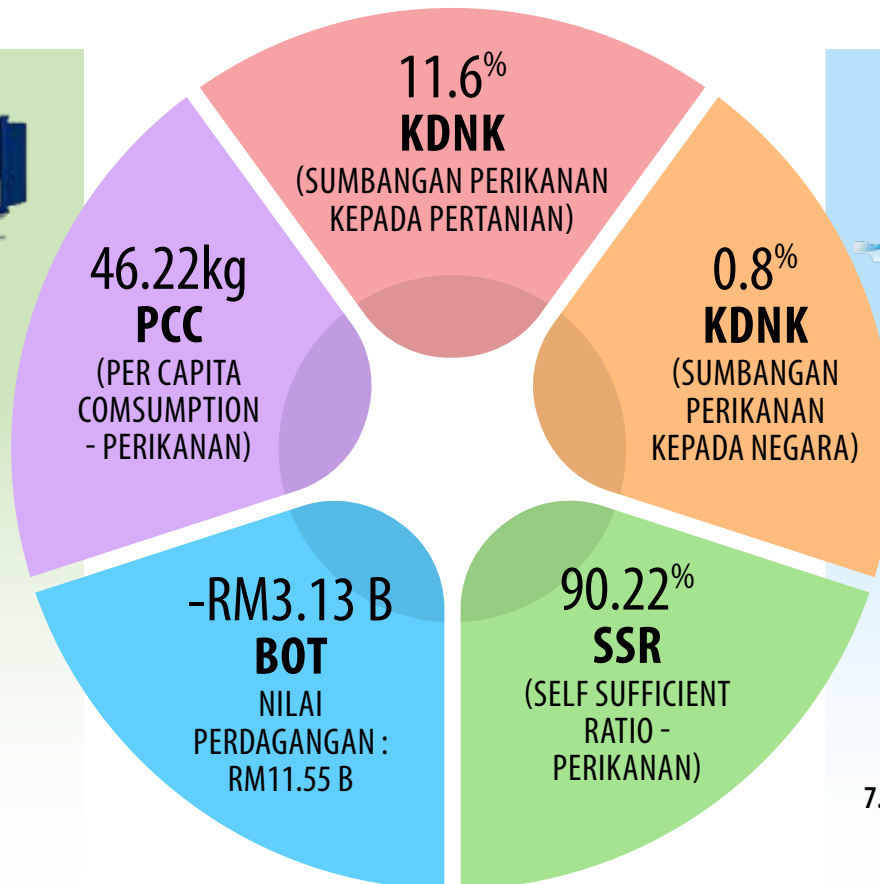 11.6%
KDNK
(SUMBANGAN PERIKANAN
KEPADA PERTANIAN)
46.22kg
PCC
(PER CAPITA
COMSUMPTION
- PERIKANAN)
0.8%
KDNK
(SUMBANGAN
PERIKANAN
KEPADA NEGARA)
-RM3.13 B
BOT
NILAI
PERDAGANGAN :
RM11.55 B
90.22%
SSR
(SELF SUFFICIENT
RATIO -
PERIKANAN)
7.